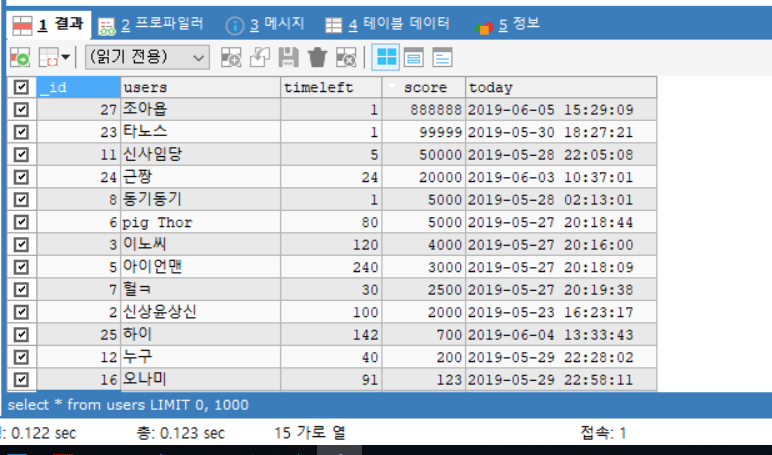 1 결과 2 프로파일러 3 메시지 4 테이블 데이터 5 정보
(읽기 전용)
_id users timeleft score today
27 조아욥 1 888888 2019-06-05 15:29:09
23 타노스 1 99999 2019-05-30 18:27:21
11 신사임당 5 50000 2019-05-28 22:05:08
24 근짱 24 20000 2019-06-03 10:37:01
8 동기동기 1 5000 2019-05-28 02:13:01
6 pig Thor 80 5000 2019-05-27 20:18:44
3 이노씨 120 4000 2019-05-27 20:16:00
5 아이언맨 240 3000 2019-05-27 20:18:09
7 헐ㅋ 30 2500 2019-05-27 20:19:38
2 신상윤상신 100 2000 2019-05-23 16:23:17
25 하이 142 700 2019-06-04 13:33:43
12 누구 40 200 2019-05-29 22:28:02
16 오나미 91 123 2019-05-29 22:58:11
select * from users LIMIT 0, 1000
: 0.122 sec 총: 0.123 sec 15 가로 열 접속: 1